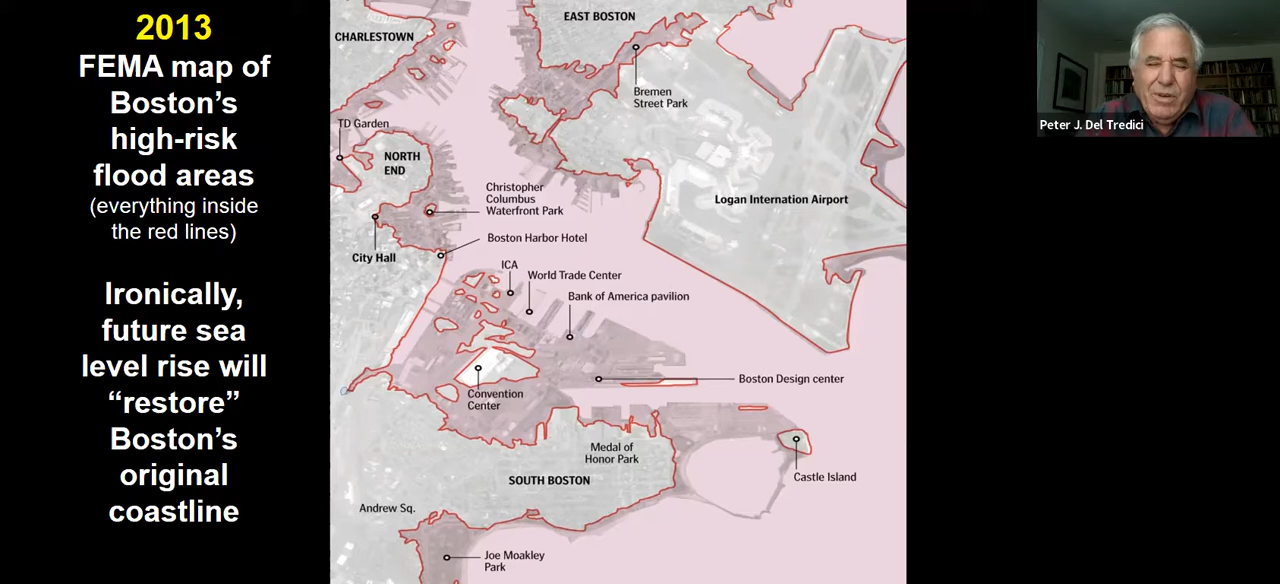 2013
FEMA map of
Boston’s
high-risk
flood areas
(everything inside
the red lines)
Ironically,
future sea
level rise will
“restore”
Boston’s
original
coastline
EAST BOSTON
CHARLESTOWN
Bremen
Street Park
TD Garden
NORTH
END
Christopher
Columbus
Waterfront Park
Logan Internation Airport
Boston Harbor Hotel
City Hall
ICA
World Trade Center
Bank of America pavilion
Boston Design center
Convention
Center
Medal of
Honor Park
Castle Island
SOUTH BOSTON
Andrew Sq.
Joe Moakley
Park
Peter J. Del Tredici